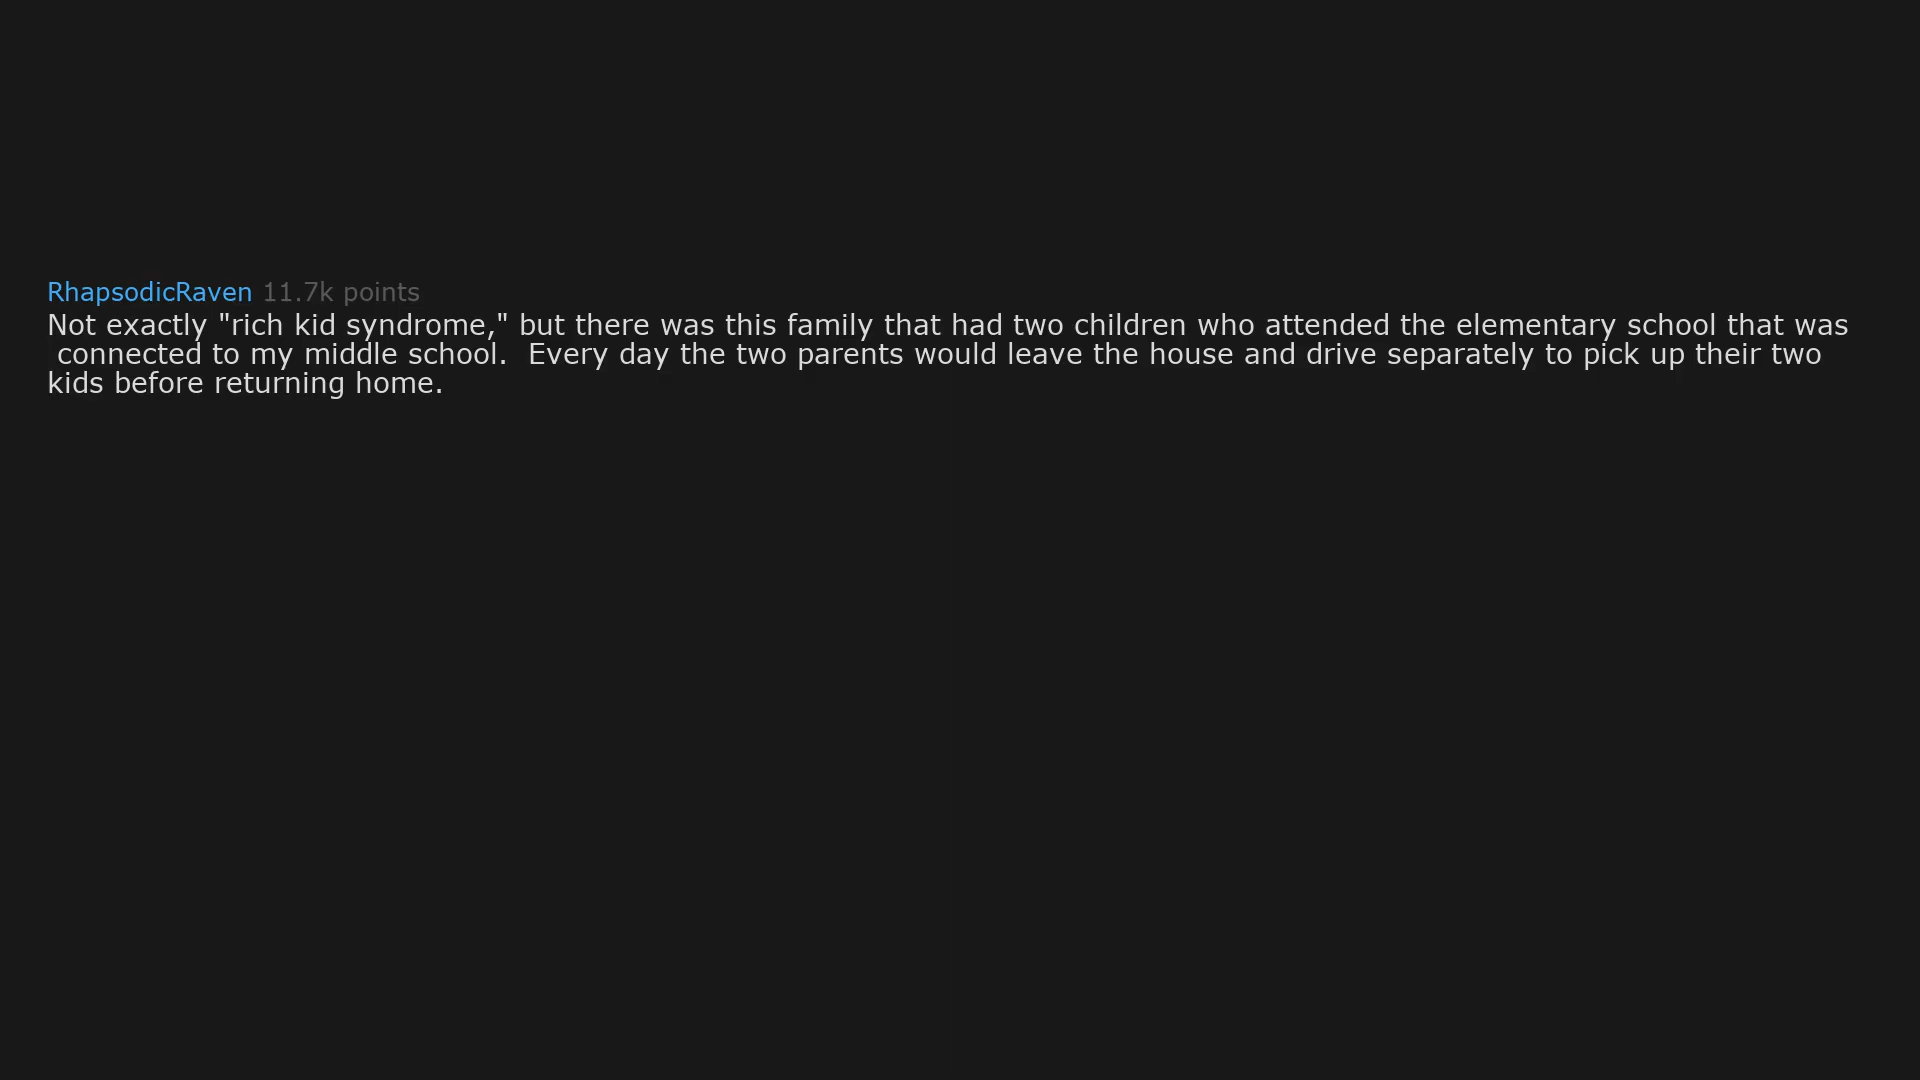 RhapsodicRaven 11.7k points
Not exactly "rich kid syndrome," but there was this family that had two children who attended the elementary school that was
connected to my middle school.  Every day the two parents would leave the house and drive separately to pick up their two
kids before returning home.